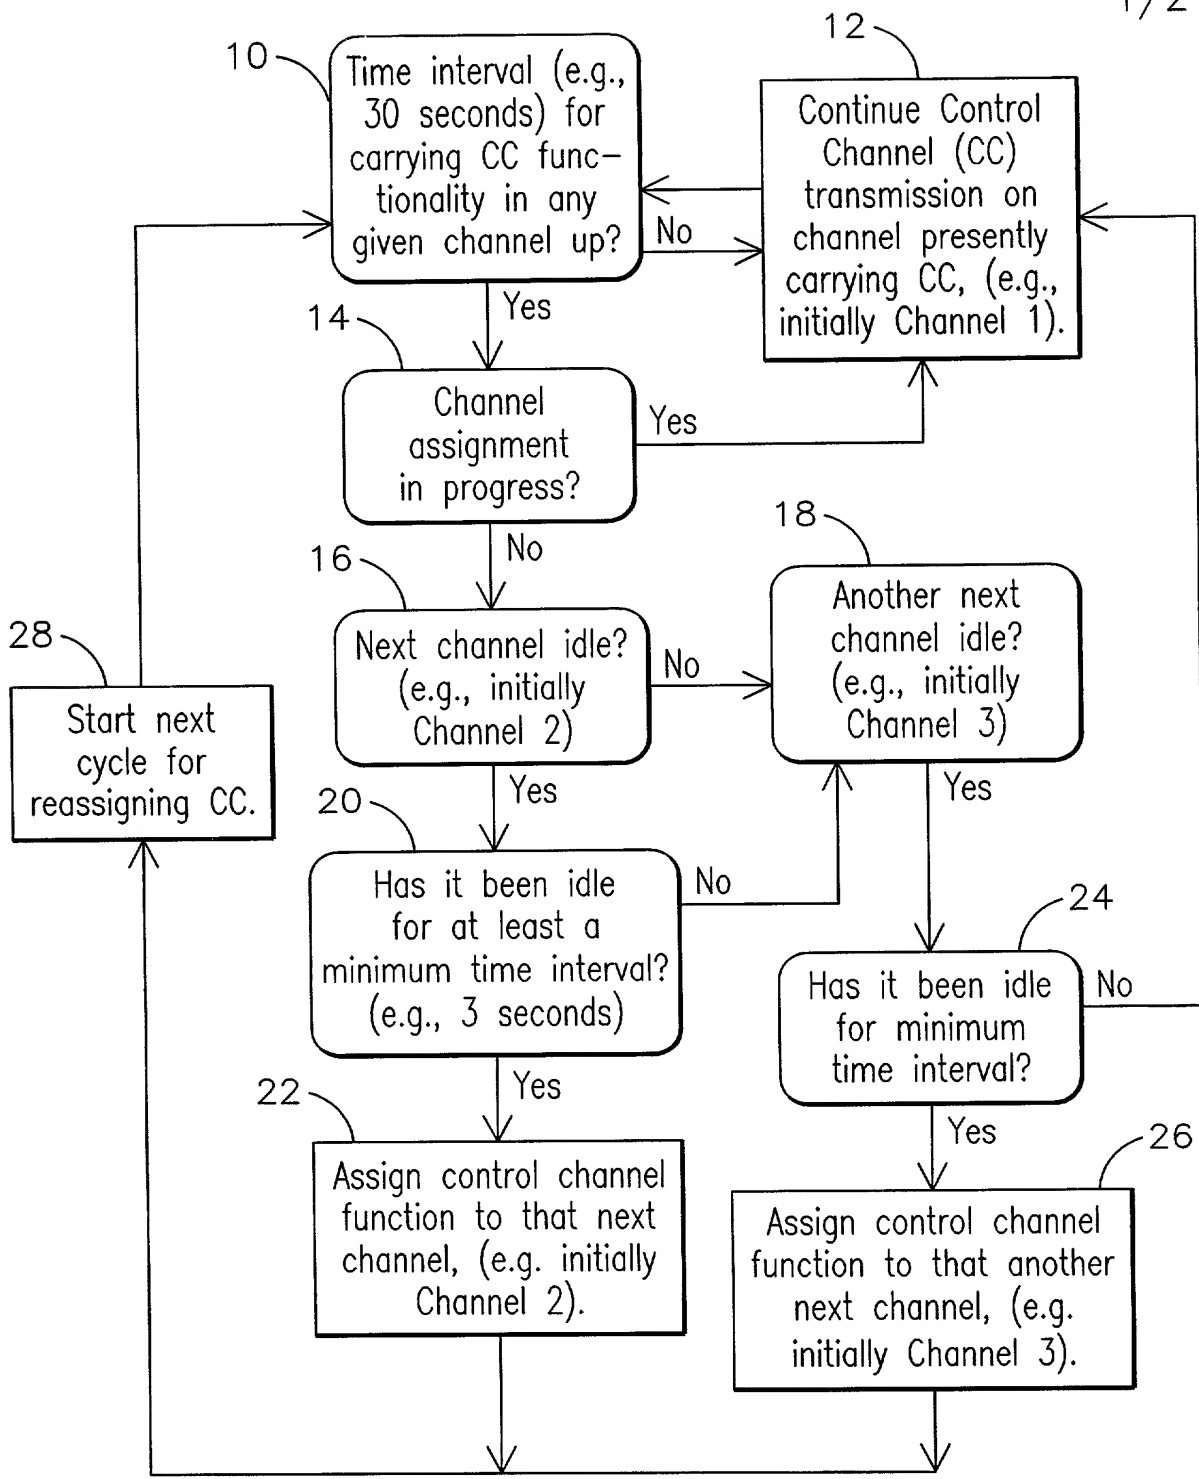 1/2
10
Time interval (e.g.,
30 seconds) for
carrying CC func-
tionality in any
given channel up?
12
Continue Control
Channel (CC)
transmission on
channel presently
carrying CC, (e.g.,
initially Channel 1).
No
Yes
14
Channel
assignment
in progress?
Yes
No
16
Next channel idle?
(e.g., initially
Channel 2)
No
18
Another next
channel idle?
(e.g., initially
Channel 3)
28
Start next
cycle for
reassigning CC.
Yes
Yes
20
Has it been idle
for at least a
minimum time interval?
(e.g., 3 seconds)
No
24
Has it been idle
for minimum
time interval?
No
Yes
Yes
22
Assign control channel
function to that next
channel, (e.g. initially
Channel 2).
26
Assign control channel
function to that another
next channel, (e.g.
initially Channel 3).